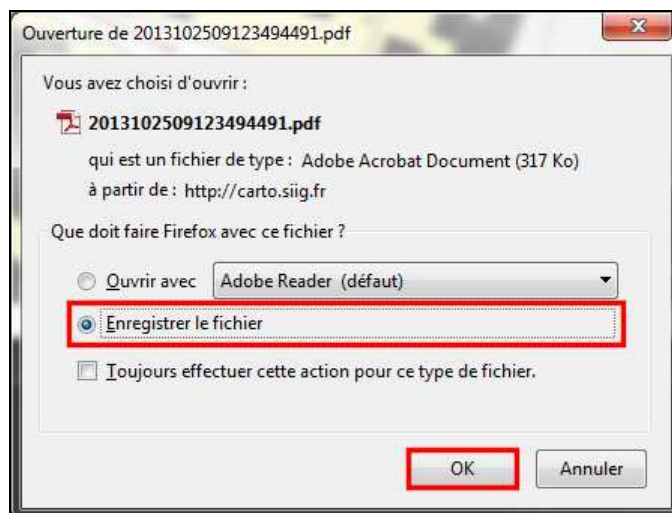 Ouverture de 2013102509123494491.pdf
Vous avez choisi d'ouvrir :
2013102509123494491.pdf
qui est un fichier de type : Adobe Acrobat Document (317 Ko)
à partir de : http://carto.siig.fr
Que doit faire Firefox avec ce fichier ?
Ouvrir avec Adobe Reader (défaut)
Enregistrer le fichier
Toujours effectuer cette action pour ce type de fichier.
OK Annuler